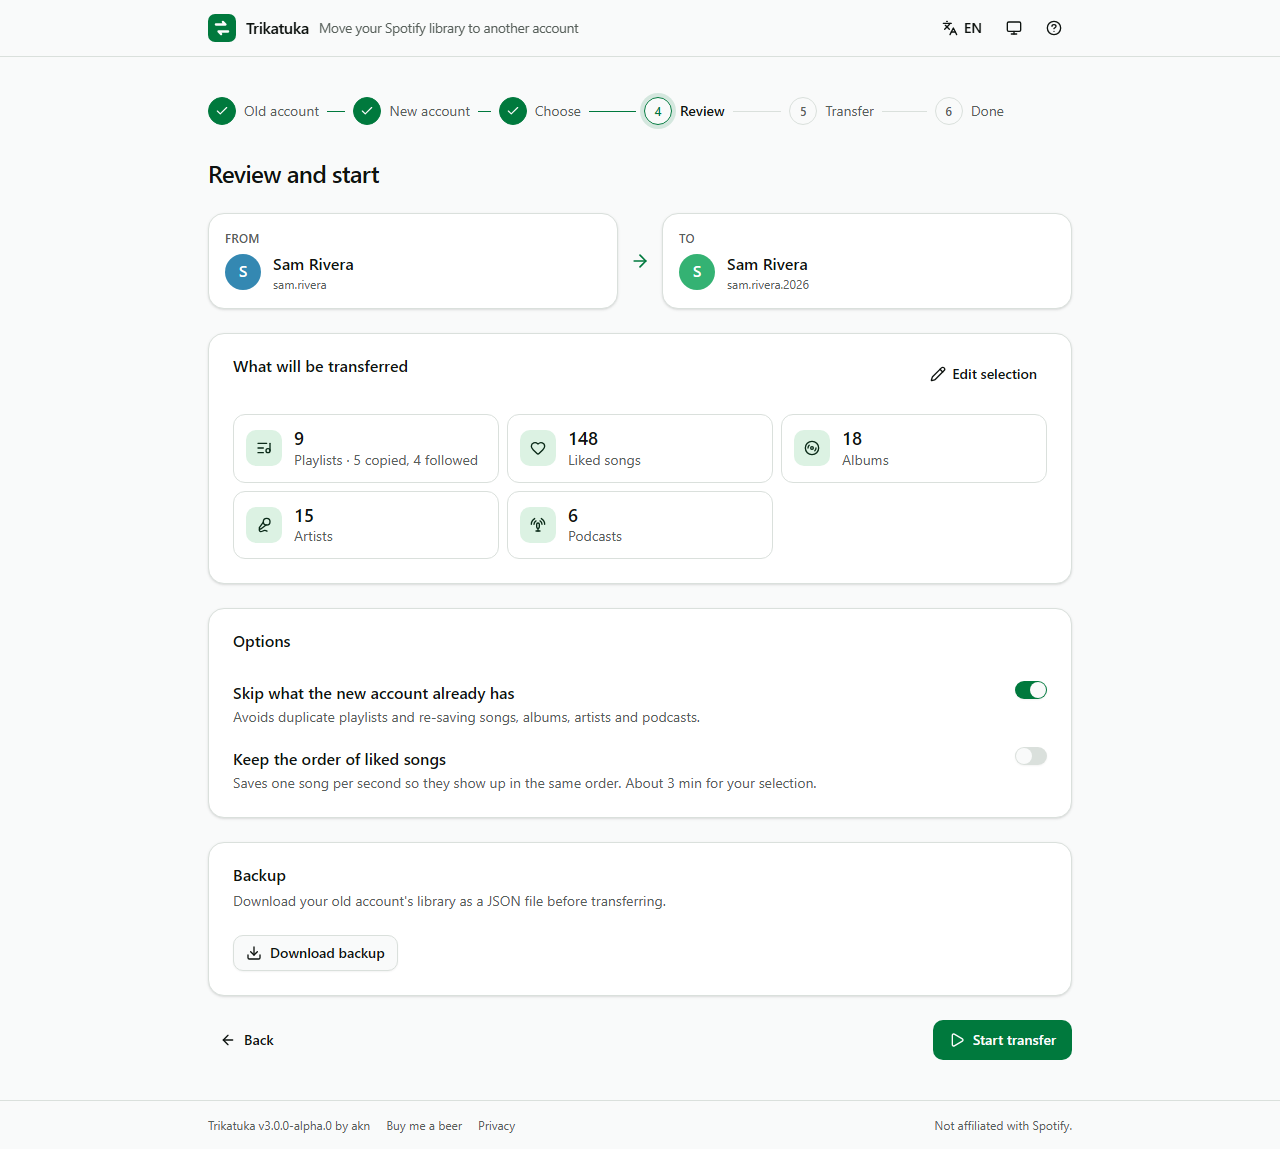 Trikatuka Move your Spotify library to another account EN
Old account New account Choose 4 Review 5 Transfer 6 Done
Review and start
FROM
S Sam Rivera
sam.rivera
TO
S Sam Rivera
sam.rivera.2026
What will be transferred
Edit selection
9
Playlists · 5 copied, 4 followed
148
Liked songs
18
Albums
15
Artists
6
Podcasts
Options
Skip what the new account already has
Avoids duplicate playlists and re-saving songs, albums, artists and podcasts.
Keep the order of liked songs
Saves one song per second so they show up in the same order. About 3 min for your selection.
Backup
Download your old account's library as a JSON file before transferring.
Download backup
Back
Start transfer
Trikatuka v3.0.0-alpha.0 by akn Buy me a beer Privacy Not affiliated with Spotify.